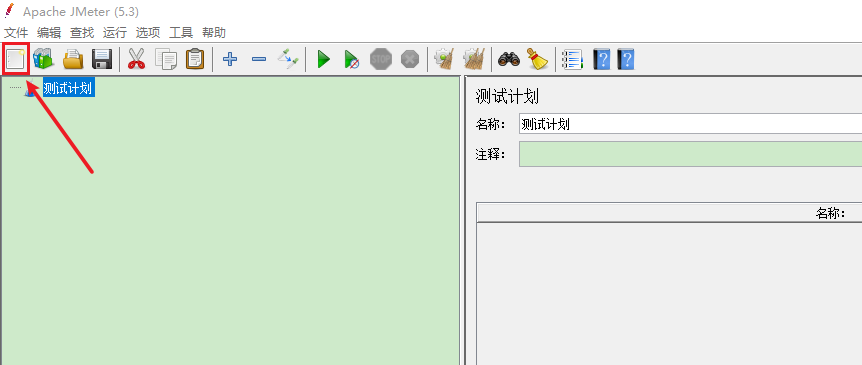 Apache JMeter (5.3)
文件 编辑 查找 运行 选项 工具 帮助
STOP
测试计划
测试计划
名称： 测试计划
注释：
名称：